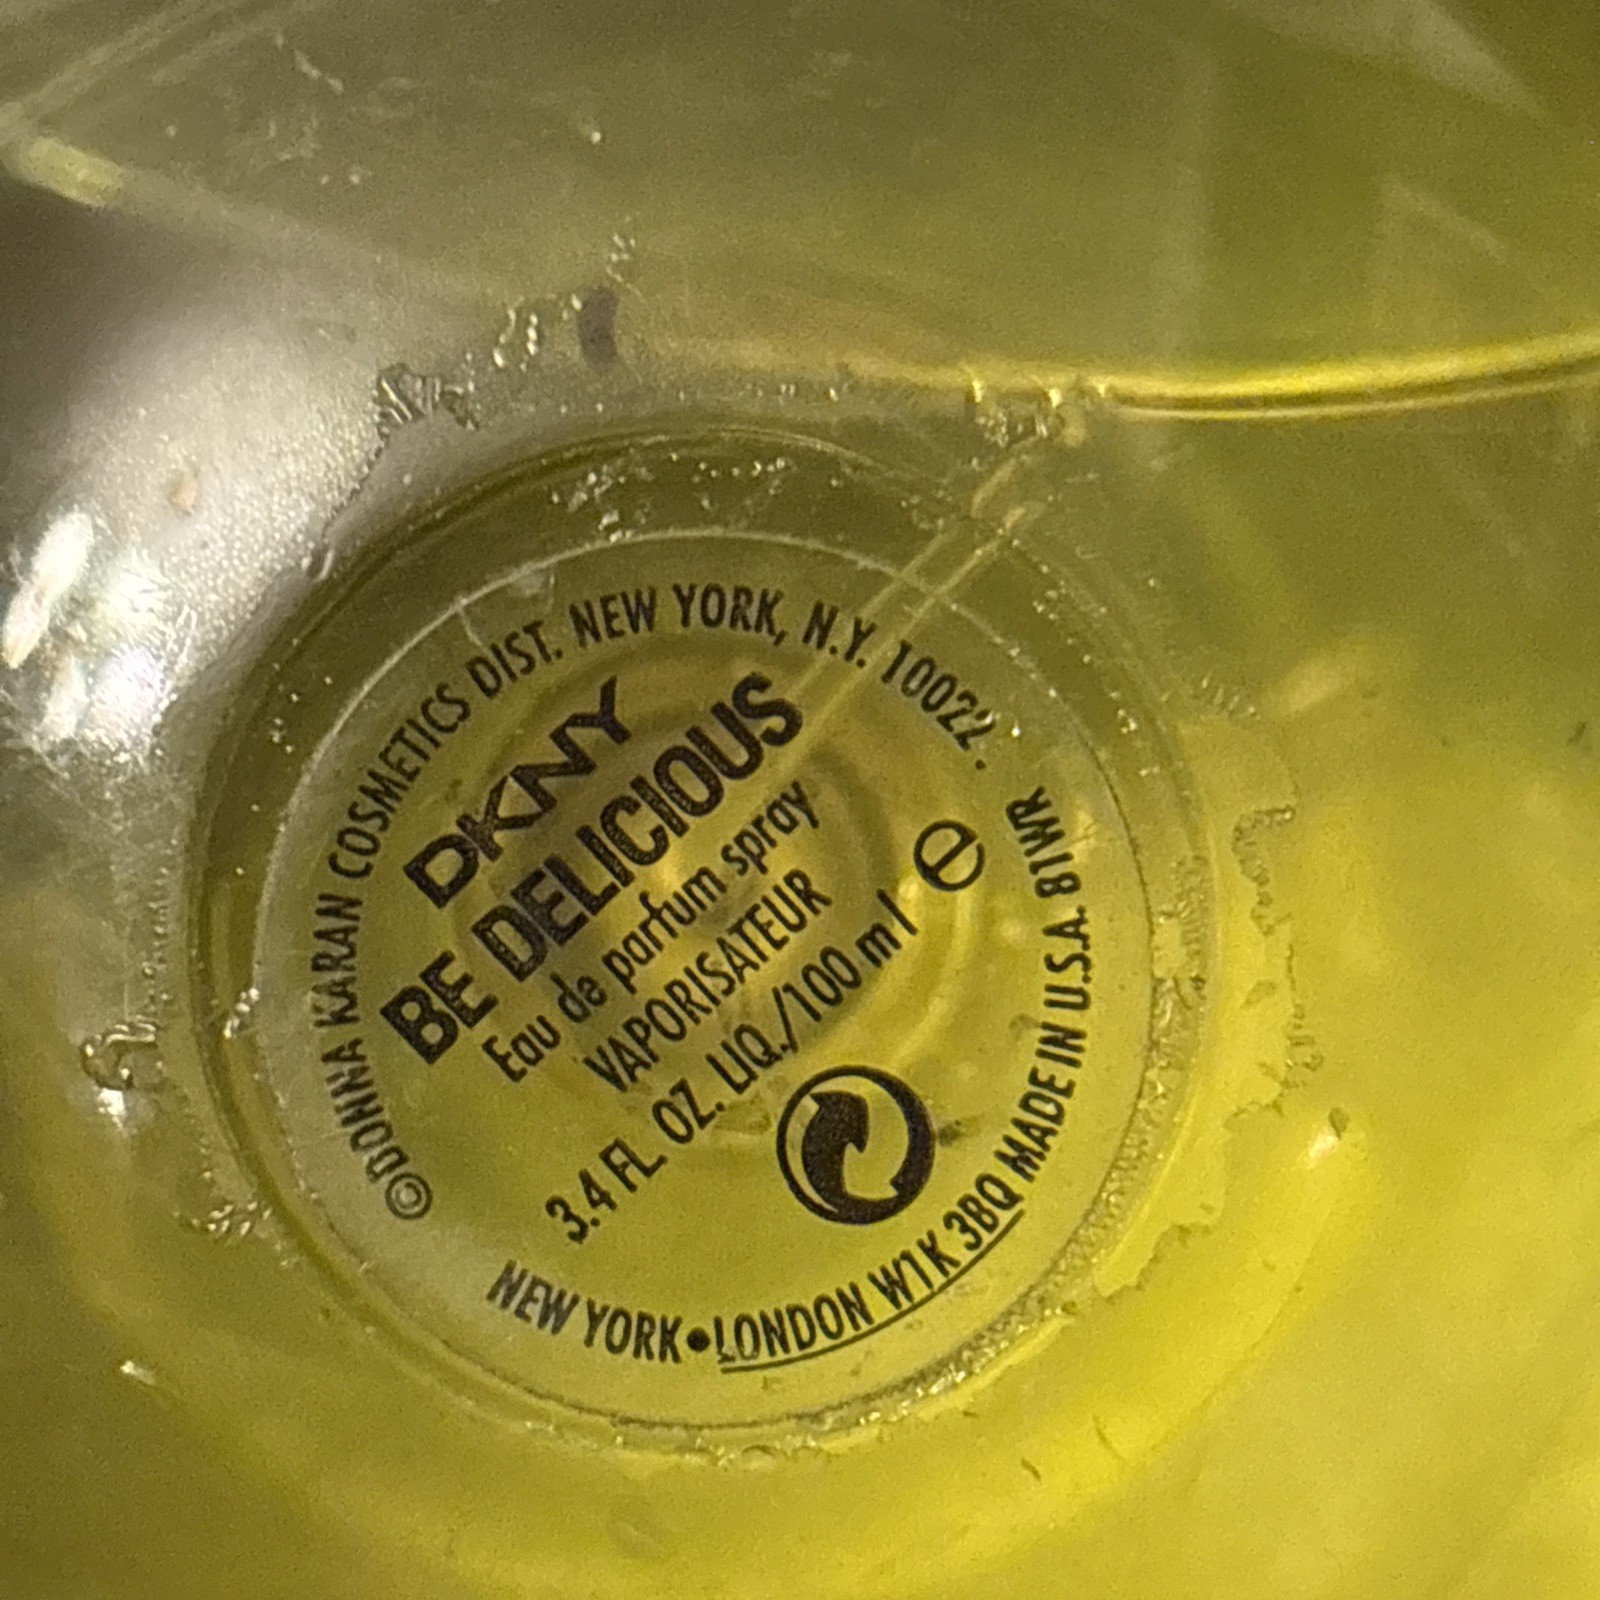 ©DONNA KARAN COSMETICS DIST. NEW YORK, N.Y. 10022.
DKNY
BE DELICIOUS
Eau de parfum spray
VAPORISATEUR
3.4 FL. OZ. LIQ./100 ml ℮
NEW YORK•LONDON W1K 3BQ MADE IN U.S.A. 81WR